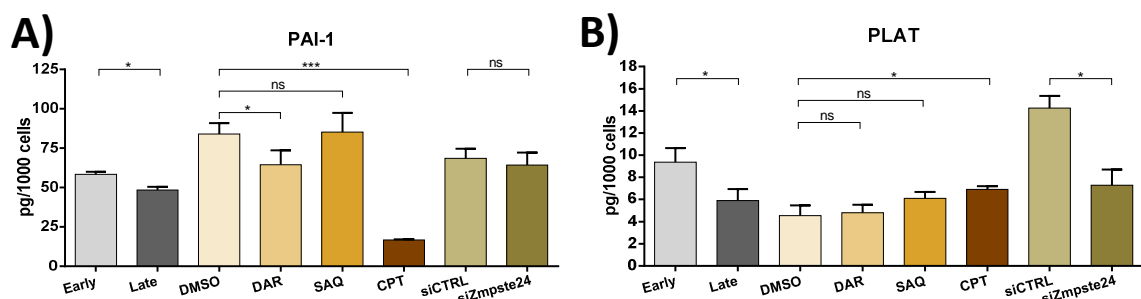 A)
PAI-1
pg/1000 cells
125
100
75
50
25
0
*
***
ns
*
ns
Early
Late
DMSO
DAR
SAQ
CPT
siCTRL
siZmpste24
B)
PLAT
pg/1000 cells
18
16
14
12
10
8
6
4
2
0
*
*
ns
ns
*
Early
Late
DMSO
DAR
SAQ
CPT
siCTRL
siZmpste24